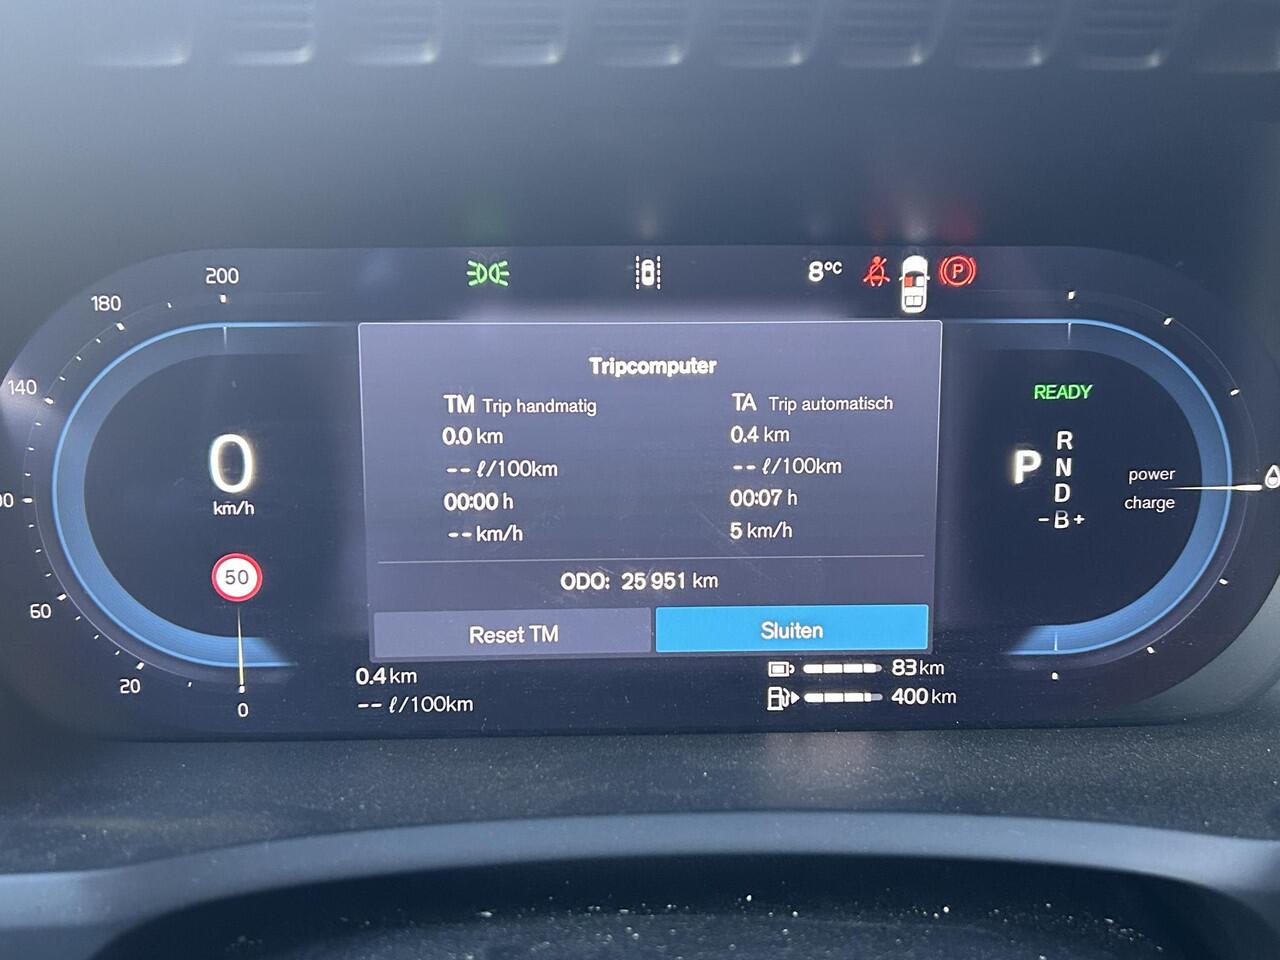 200
180
140
60
20
0
8°C
P
Tripcomputer
TM Trip handmatig
0.0 km
-- ℓ/100km
00:00 h
-- km/h
TA Trip automatisch
0.4 km
-- ℓ/100km
00:07 h
5 km/h
ODO: 25 951 km
Reset TM
Sluiten
0
km/h
50
READY
P
R
N
D
-B+
power
charge
0.4 km
-- ℓ/100km
83 km
400 km